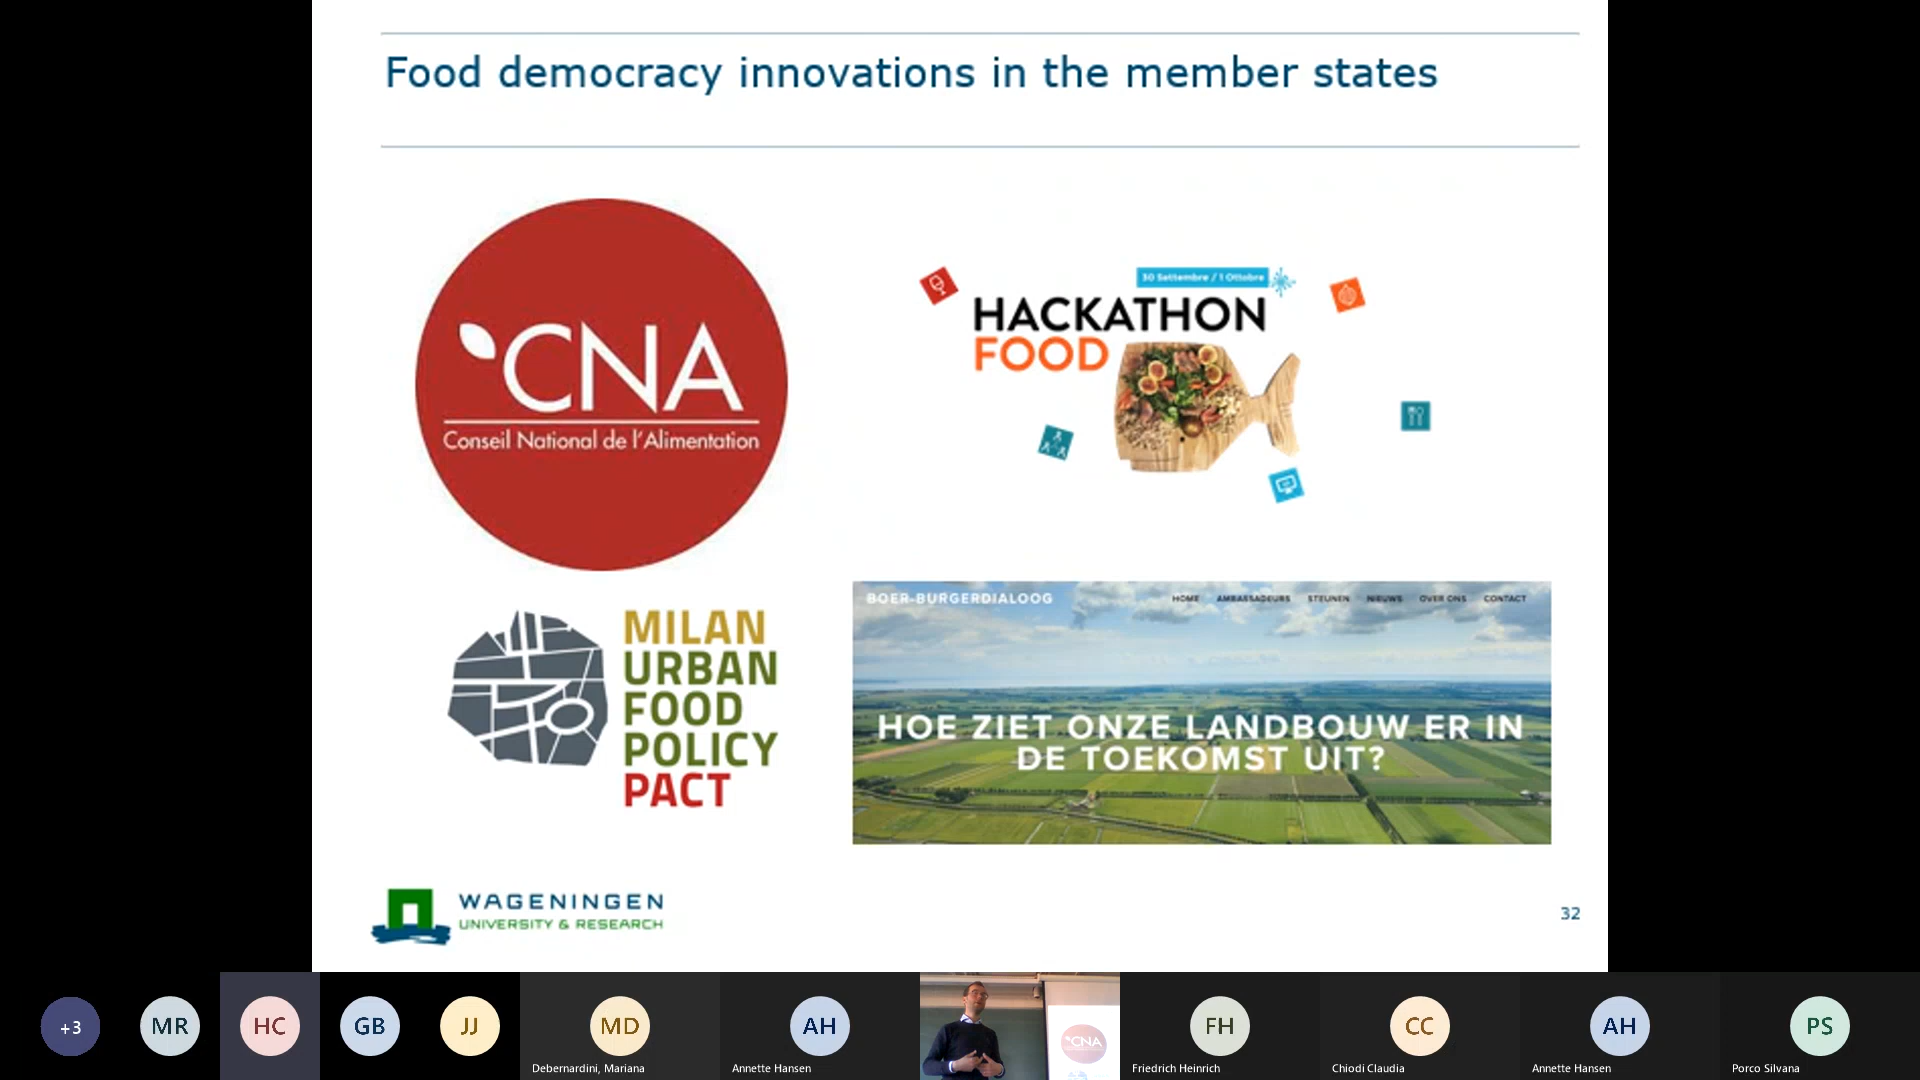 Food democracy innovations in the member states
CNA
Conseil National de l'Alimentation
30 Settembre / 1 Ottobre
HACKATHON
FOOD
MILAN
URBAN
FOOD
POLICY
PACT
BOER-BURGERDIALOOG
HOME AMBASSADEURS STEUNEN NIEUWS OVER ONS CONTACT
HOE ZIET ONZE LANDBOUW ER IN
DE TOEKOMST UIT?
WAGENINGEN
UNIVERSITY & RESEARCH
32
+3
MR
HC
GB
JJ
MD
Debernardini, Mariana
AH
Annette Hansen
CNA
FH
Friedrich Heinrich
CC
Chiodi Claudia
AH
Annette Hansen
PS
Porco Silvana